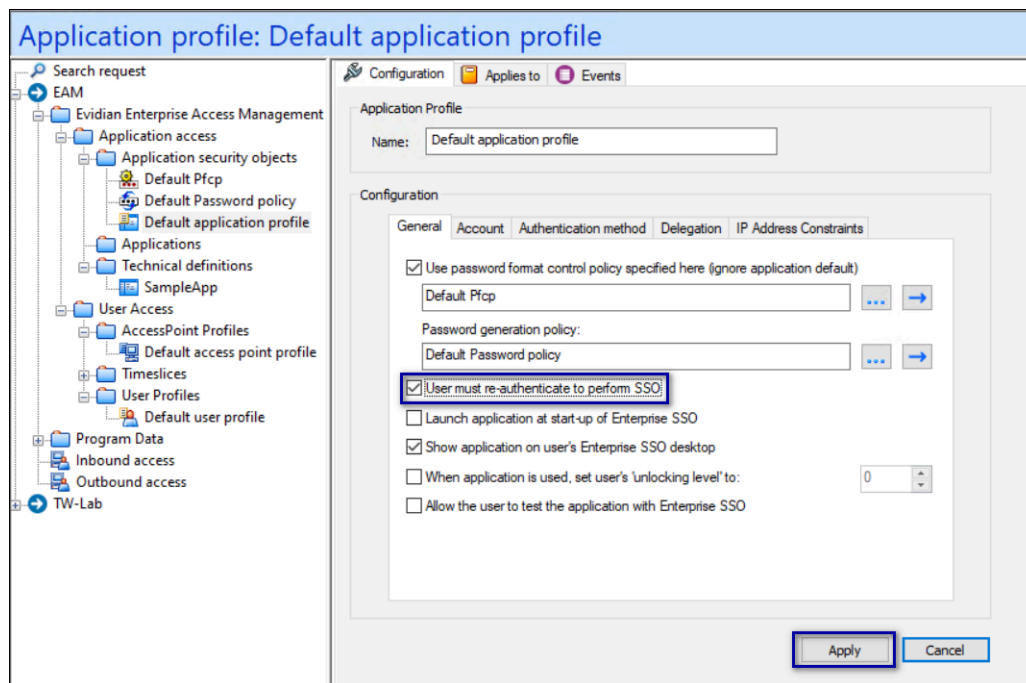 Application profile: Default application profile
Search request
EAM
Evidian Enterprise Access Management
Application access
Application security objects
Default Pfcp
Default Password policy
Default application profile
Applications
Technical definitions
SampleApp
User Access
AccessPoint Profiles
Default access point profile
Timeslices
User Profiles
Default user profile
Program Data
Inbound access
Outbound access
TW-Lab
Configuration Applies to Events
Application Profile
Name: Default application profile
Configuration
General Account Authentication method Delegation IP Address Constraints
Use password format control policy specified here (ignore application default)
Default Pfcp ...
Password generation policy:
Default Password policy ...
User must re-authenticate to perform SSO
Launch application at start-up of Enterprise SSO
Show application on user's Enterprise SSO desktop
When application is used, set user's 'unlocking level' to: 0
Allow the user to test the application with Enterprise SSO
Apply Cancel